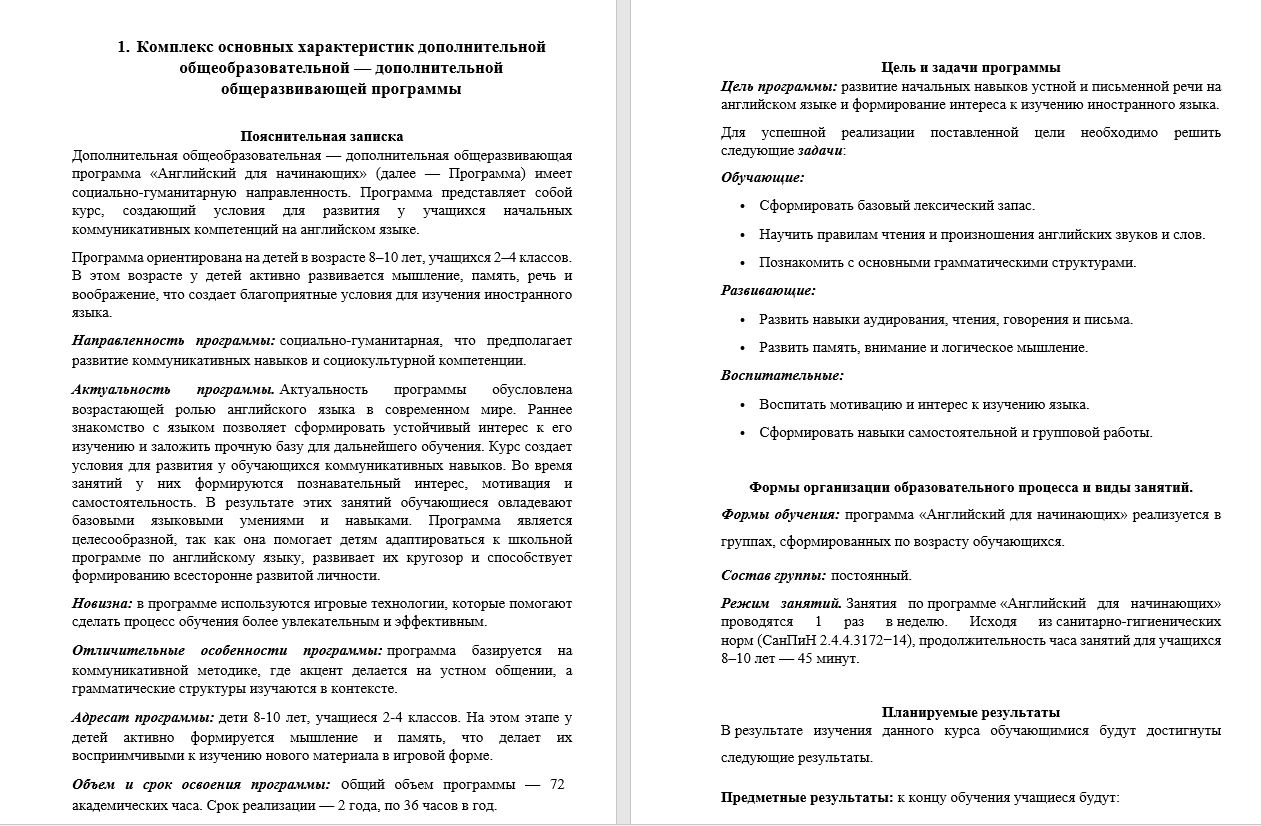 1. Комплекс основных характеристик дополнительной
общеобразовательной — дополнительной
общеразвивающей программы
Пояснительная записка
Дополнительная общеобразовательная — дополнительная общеразвивающая
программа «Английский для начинающих» (далее — Программа) имеет
социально-гуманитарную направленность. Программа представляет собой
курс, создающий условия для развития у учащихся начальных
коммуникативных компетенций на английском языке.
Программа ориентирована на детей в возрасте 8–10 лет, учащихся 2–4 классов.
В этом возрасте у детей активно развивается мышление, память, речь и
воображение, что создает благоприятные условия для изучения иностранного
языка.
Направленность программы: социально-гуманитарная, что предполагает
развитие коммуникативных навыков и социокультурной компетенции.
Актуальность программы. Актуальность программы обусловлена
возрастающей ролью английского языка в современном мире. Раннее
знакомство с языком позволяет сформировать устойчивый интерес к его
изучению и заложить прочную базу для дальнейшего обучения. Курс создает
условия для развития у обучающихся коммуникативных навыков. Во время
занятий у них формируются познавательный интерес, мотивация и
самостоятельность. В результате этих занятий обучающиеся овладевают
базовыми языковыми умениями и навыками. Программа является
целесообразной, так как она помогает детям адаптироваться к школьной
программе по английскому языку, развивает их кругозор и способствует
формированию всесторонне развитой личности.
Новизна: в программе используются игровые технологии, которые помогают
сделать процесс обучения более увлекательным и эффективным.
Отличительные особенности программы: программа базируется на
коммуникативной методике, где акцент делается на устном общении, а
грамматические структуры изучаются в контексте.
Адресат программы: дети 8-10 лет, учащиеся 2-4 классов. На этом этапе у
детей активно формируется мышление и память, что делает их
восприимчивыми к изучению нового материала в игровой форме.
Объем и срок освоения программы: общий объем программы — 72
академических часа. Срок реализации — 2 года, по 36 часов в год.
Цель и задачи программы
Цель программы: развитие начальных навыков устной и письменной речи на
английском языке и формирование интереса к изучению иностранного языка.
Для успешной реализации поставленной цели необходимо решить
следующие задачи:
Обучающие:
• Сформировать базовый лексический запас.
• Научить правилам чтения и произношения английских звуков и слов.
• Познакомить с основными грамматическими структурами.
Развивающие:
• Развить навыки аудирования, чтения, говорения и письма.
• Развить память, внимание и логическое мышление.
Воспитательные:
• Воспитать мотивацию и интерес к изучению языка.
• Сформировать навыки самостоятельной и групповой работы.
Формы организации образовательного процесса и виды занятий.
Формы обучения: программа «Английский для начинающих» реализуется в
группах, сформированных по возрасту обучающихся.
Состав группы: постоянный.
Режим занятий. Занятия по программе «Английский для начинающих»
проводятся 1 раз в неделю. Исходя из санитарно-гигиенических
норм (СанПиН 2.4.4.3172−14), продолжительность часа занятий для учащихся
8–10 лет — 45 минут.
Планируемые результаты
В результате изучения данного курса обучающимися будут достигнуты
следующие результаты.
Предметные результаты: к концу обучения учащиеся будут: